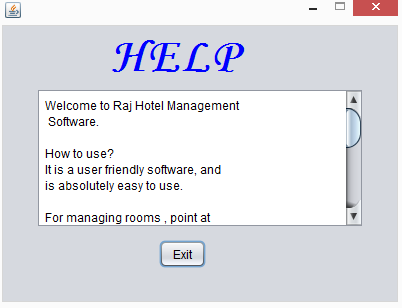 HELP
Welcome to Raj Hotel Management
Software.
How to use?
It is a user friendly software, and
is absolutely easy to use.
For managing rooms , point at
Exit